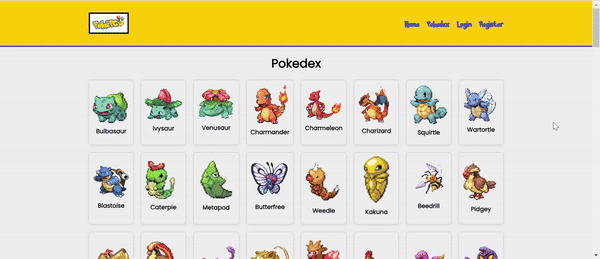 Home Pokedex Login Register
Pokedex
Bulbasaur Ivysaur Venusaur Charmander Charmeleon Charizard Squirtle Wartortle
Blastoise Caterpie Metapod Butterfree Weedle Kakuna Beedrill Pidgey